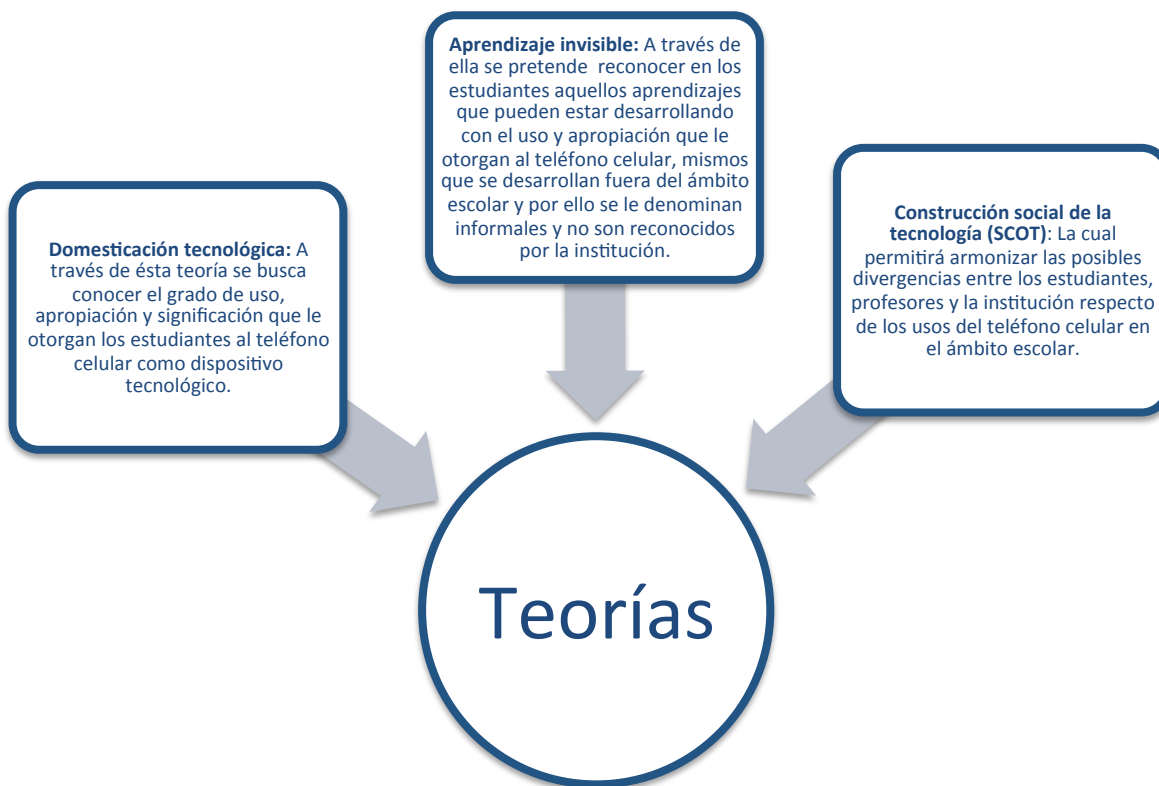 Domesticación tecnológica: A
través de ésta teoría se busca
conocer el grado de uso,
apropiación y significación que le
otorgan los estudiantes al teléfono
celular como dispositivo
tecnológico.
Aprendizaje invisible: A través de
ella se pretende reconocer en los
estudiantes aquellos aprendizajes
que pueden estar desarrollando
con el uso y apropiación que le
otorgan al teléfono celular, mismos
que se desarrollan fuera del ámbito
escolar y por ello se le denominan
informales y no son reconocidos
por la institución.
Construcción social de la
tecnología (SCOT): La cual
permitirá armonizar las posibles
divergencias entre los estudiantes,
profesores y la institución respecto
de los usos del teléfono celular en
el ámbito escolar.
Teorías